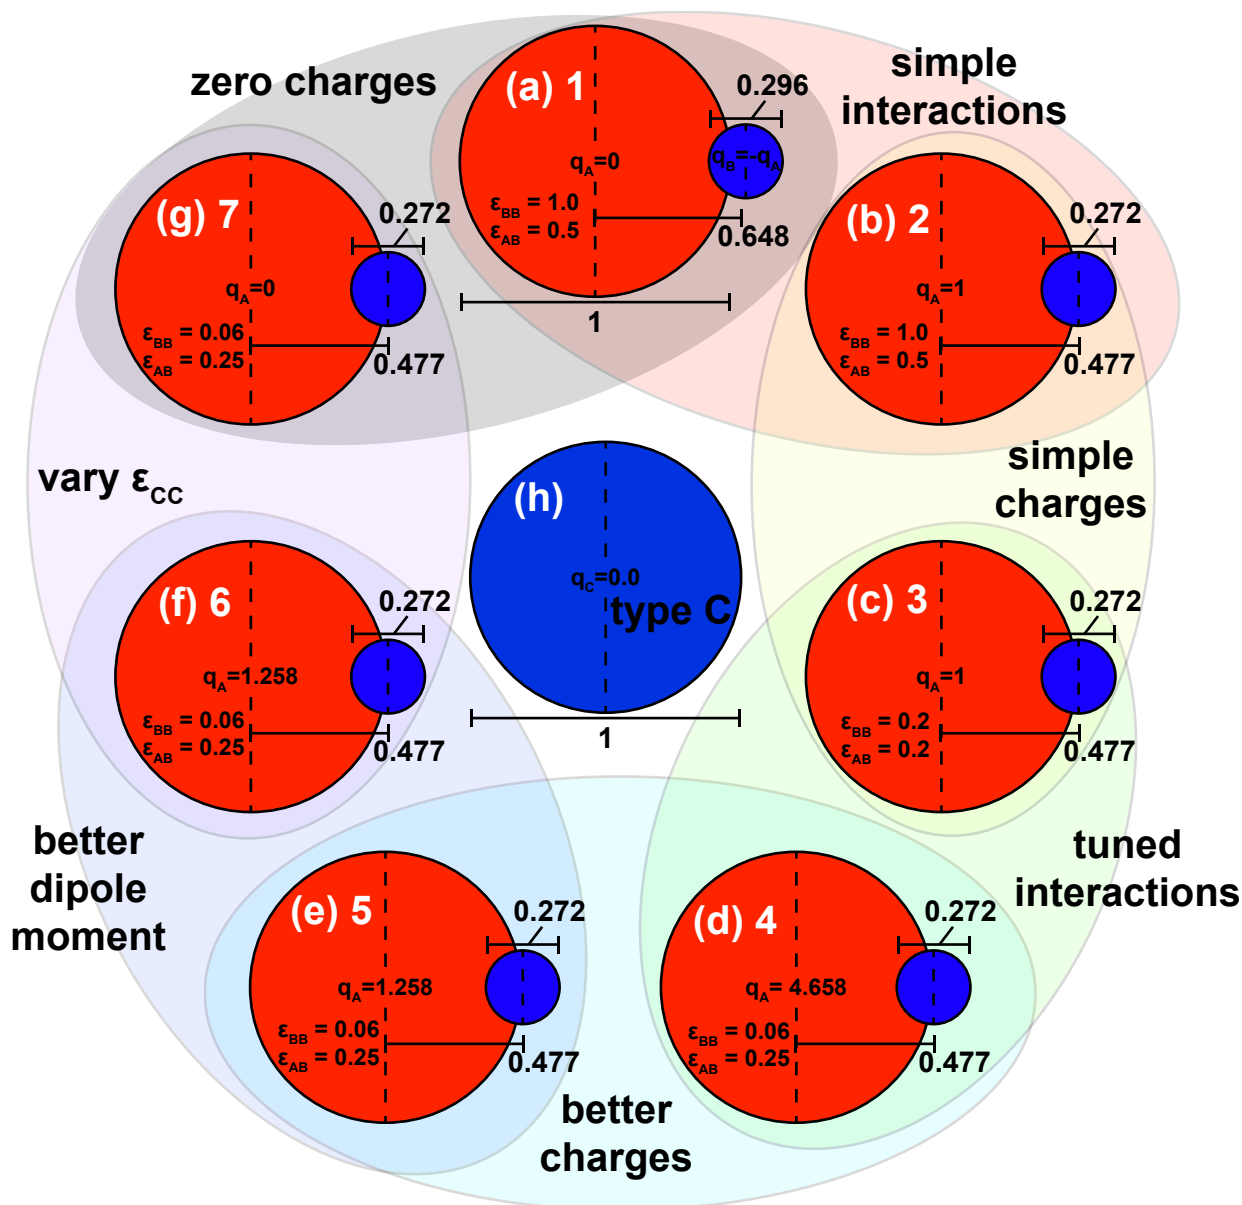 zero charges
(a) 1
0.296
q_A=0
q_B=-q_A
ε_BB = 1.0
ε_AB = 0.5
0.648
1
simple
interactions
(g) 7
0.272
q_A=0
ε_BB = 0.06
ε_AB = 0.25
0.477
(b) 2
0.272
q_A=1
ε_BB = 1.0
ε_AB = 0.5
0.477
vary ε_CC
simple
charges
(h)
q_C=0.0
type C
1
(f) 6
0.272
q_A=1.258
ε_BB = 0.06
ε_AB = 0.25
0.477
(c) 3
0.272
q_A=1
ε_BB = 0.2
ε_AB = 0.2
0.477
better
dipole
moment
tuned
interactions
(e) 5
0.272
q_A=1.258
ε_BB = 0.06
ε_AB = 0.25
0.477
(d) 4
0.272
q_A= 4.658
ε_BB = 0.06
ε_AB = 0.25
0.477
better
charges